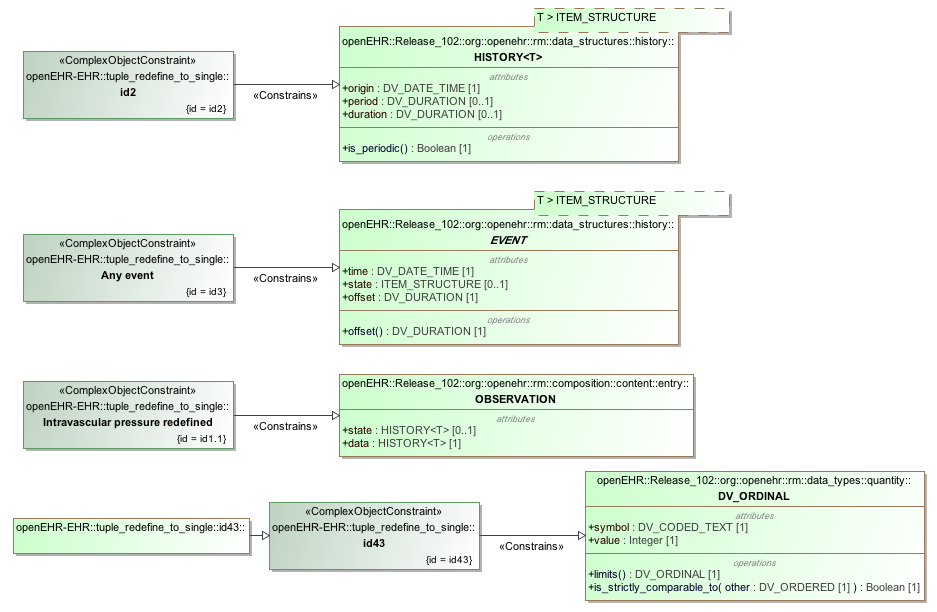 T > ITEM_STRUCTURE
«ComplexObjectConstraint»
openEHR-EHR::tuple_redefine_to_single::
id2
{id = id2}
«Constrains»
openEHR::Release_102::org::openehr::rm::data_structures::history::
HISTORY<T>
attributes
+origin : DV_DATE_TIME [1]
+period : DV_DURATION [0..1]
+duration : DV_DURATION [0..1]
operations
+is_periodic() : Boolean [1]
T > ITEM_STRUCTURE
«ComplexObjectConstraint»
openEHR-EHR::tuple_redefine_to_single::
Any event
{id = id3}
«Constrains»
openEHR::Release_102::org::openehr::rm::data_structures::history::
EVENT
attributes
+time : DV_DATE_TIME [1]
+state : ITEM_STRUCTURE [0..1]
+offset : DV_DURATION [1]
operations
+offset() : DV_DURATION [1]
«ComplexObjectConstraint»
openEHR-EHR::tuple_redefine_to_single::
Intravascular pressure redefined
{id = id1.1}
«Constrains»
openEHR::Release_102::org::openehr::rm::composition::content::entry::
OBSERVATION
attributes
+state : HISTORY<T> [0..1]
+data : HISTORY<T> [1]
openEHR-EHR::tuple_redefine_to_single::id43::
«ComplexObjectConstraint»
openEHR-EHR::tuple_redefine_to_single::
id43
{id = id43}
«Constrains»
openEHR::Release_102::org::openehr::rm::data_types::quantity::
DV_ORDINAL
attributes
+symbol : DV_CODED_TEXT [1]
+value : Integer [1]
operations
+limits() : DV_ORDINAL [1]
+is_strictly_comparable_to( other : DV_ORDERED [1] ) : Boolean [1]